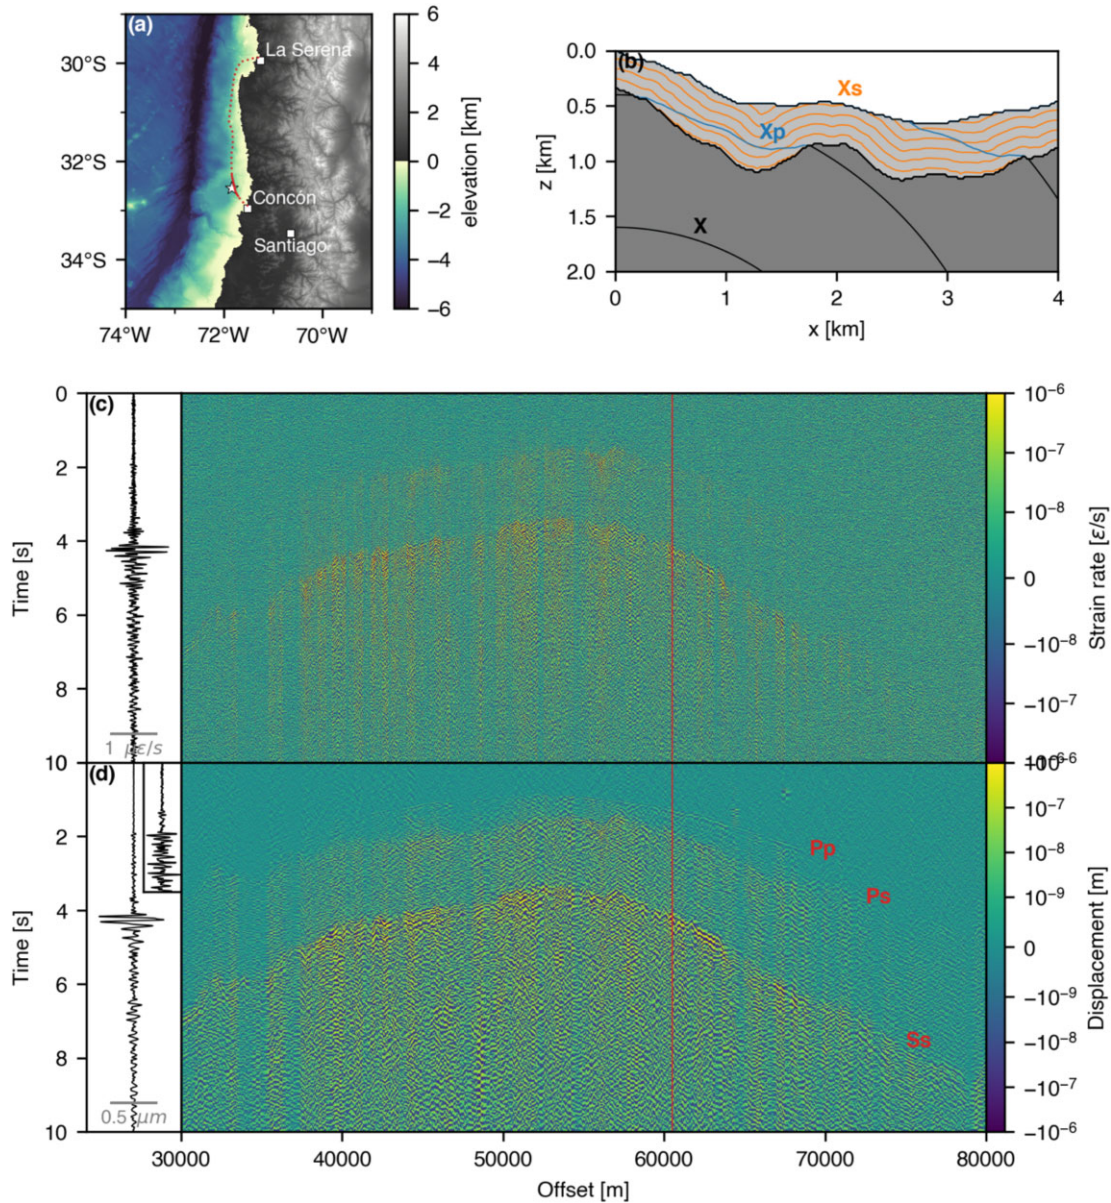 (a)
La Serena
Concón
Santiago
30°S
32°S
34°S
74°W
72°W
70°W
6
4
2
0
−2
−4
−6
elevation [km]
(b)
Xs
Xp
X
0.0
0.5
1.0
1.5
2.0
z [km]
0
1
2
3
4
x [km]
(c)
0
2
4
6
8
10
Time [s]
1 με/s
10⁻⁶
10⁻⁷
10⁻⁸
0
−10⁻⁸
−10⁻⁷
Strain rate [ε/s]
(d)
2
4
6
8
10
Time [s]
0.5 μm
Pp
Ps
Ss
10⁻⁷
10⁻⁸
10⁻⁹
0
−10⁻⁹
−10⁻⁸
−10⁻⁷
−10⁻⁶
Displacement [m]
30000
40000
50000
60000
70000
80000
Offset [m]